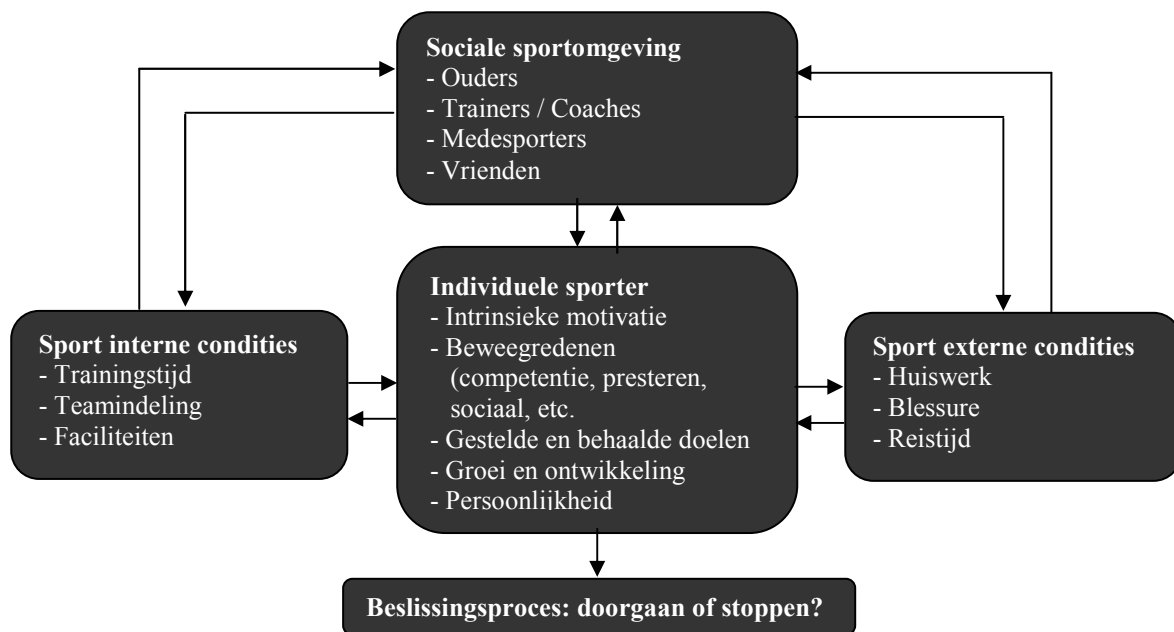 Sociale sportomgeving
- Ouders
- Trainers / Coaches
- Medesporters
- Vrienden
Individuele sporter
- Intrinsieke motivatie
- Beweegredenen
(competentie, presteren,
sociaal, etc.
- Gestelde en behaalde doelen
- Groei en ontwikkeling
- Persoonlijkheid
Sport interne condities
- Trainingstijd
- Teamindeling
- Faciliteiten
Sport externe condities
- Huiswerk
- Blessure
- Reistijd
Beslissingsproces: doorgaan of stoppen?